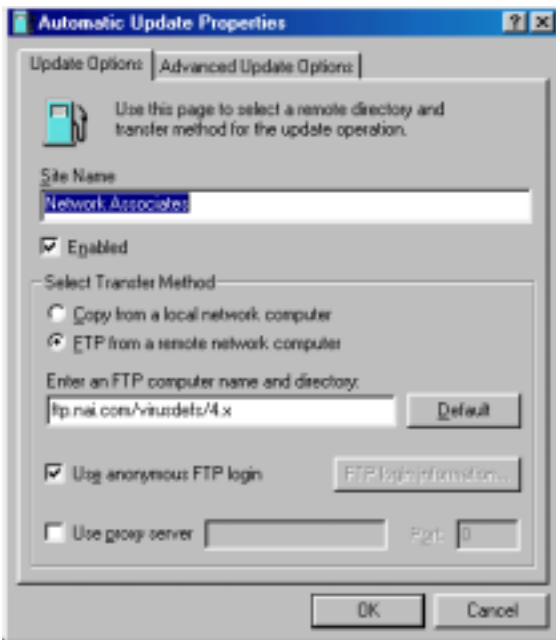 Automatic Update Properties
Update Options
Advanced Update Options
Use this page to select a remote directory and
transfer method for the update operation.
Site Name
Network Associates
Enabled
Select Transfer Method
Copy from a local network computer
FTP from a remote network computer
Enter an FTP computer name and directory:
ftp.nai.com/virusdefs/4.x
Default
Use anonymous FTP login
FTP login information...
Use proxy server
Port: 0
OK
Cancel